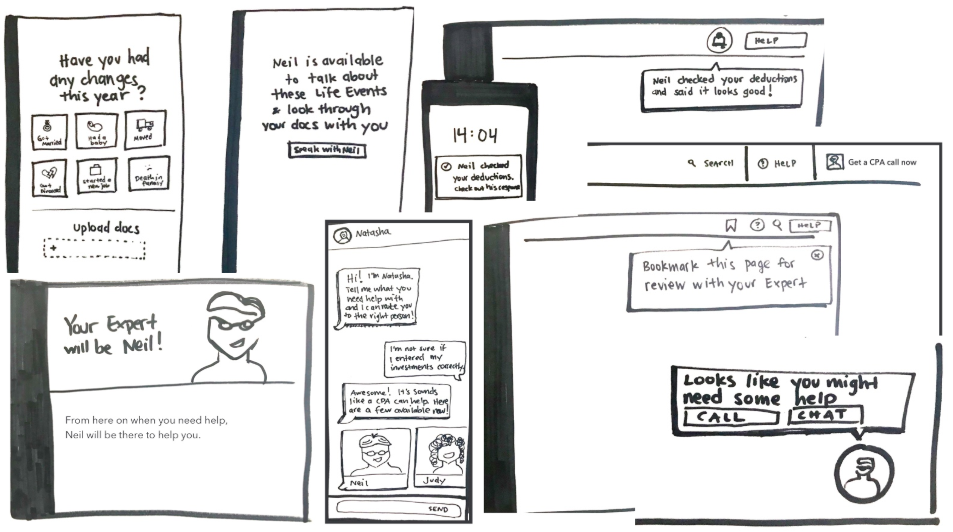 Have you had
any changes
this year?
Got
Married
Had a
baby
Moved
Got
Divorced
Started a
new job
Death in
family
upload docs
+
Neil is available
to talk about
these Life Events
& look through
your docs with you
Speak with Neil
14:04
Neil checked
your deductions.
Check out his response
HELP
Neil checked your deductions
and said it looks good!
SEARCH
? HELP
Get a CPA call now
? HELP
Bookmark this page for
review with your Expert
x
Your Expert
will be Neil!
From here on when you need help,
Neil will be there to help you.
Natasha
Hi! I'm Natasha.
Tell me what you
need help with
and I can route you
to the right person!
I'm not sure if
I entered my
investments correctly
Awesome! It's sounds
like a CPA can help. Here
are a few available now!
Neil
Judy
SEND
Looks like you might
need some help
CALL
CHAT